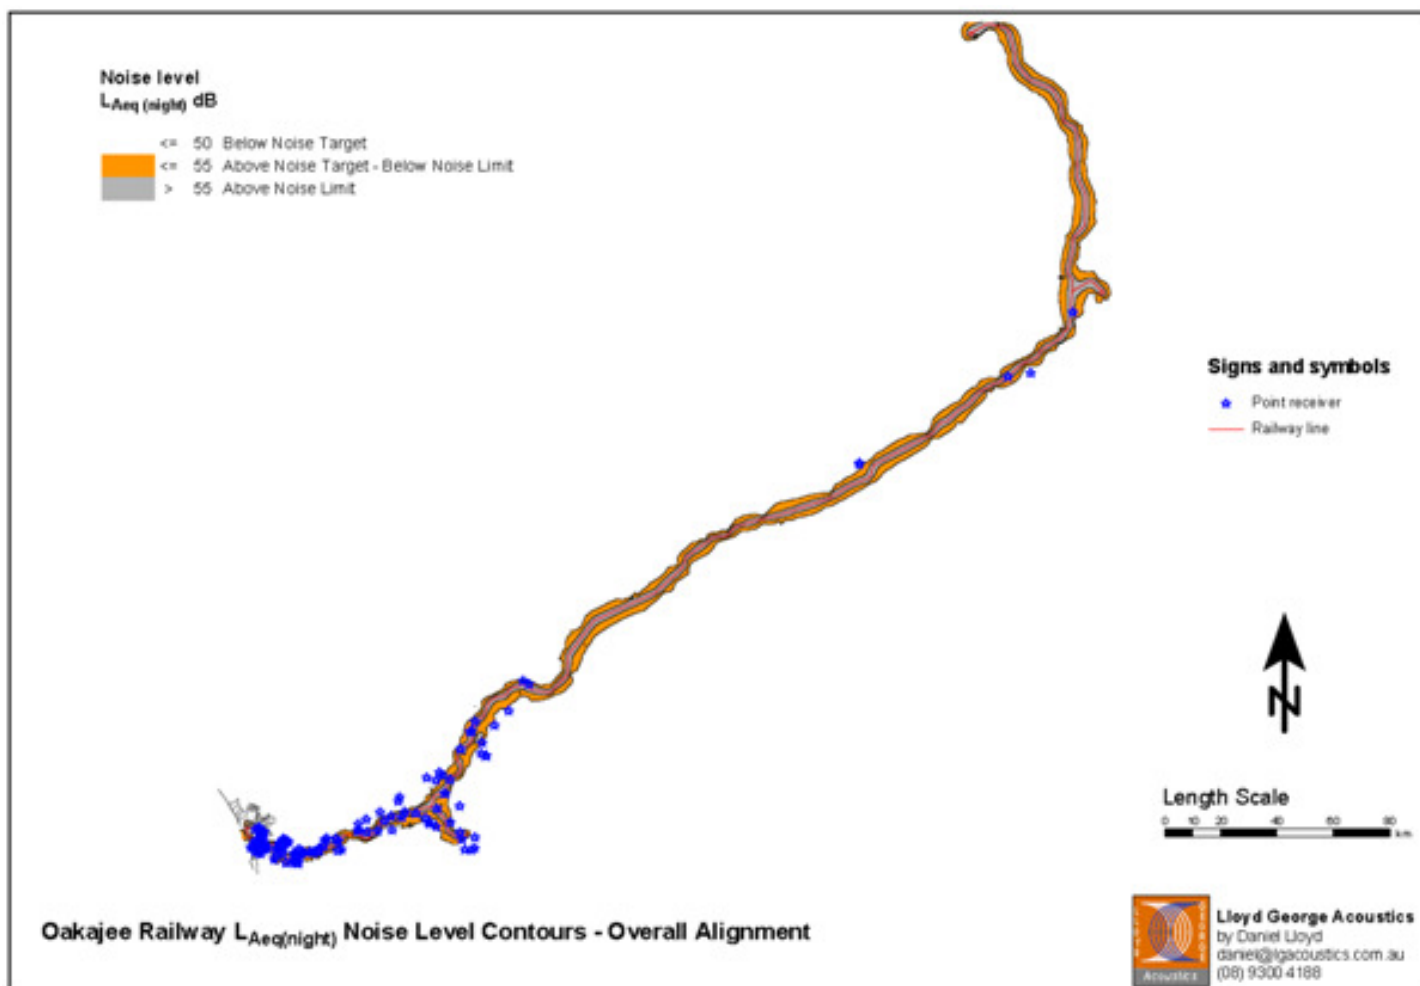 Noise level
LAeq (night) dB
<= 50 Below Noise Target
<= 55 Above Noise Target - Below Noise Limit
> 55 Above Noise Limit
Signs and symbols
Point receiver
Railway line
N
Length Scale
0 10 20 40 60 80
km
Oakajee Railway LAeq(night) Noise Level Contours - Overall Alignment
Lloyd George Acoustics
by Daniel Lloyd
daniel@lgacoustics.com.au
(08) 9300 4188
Acoustics